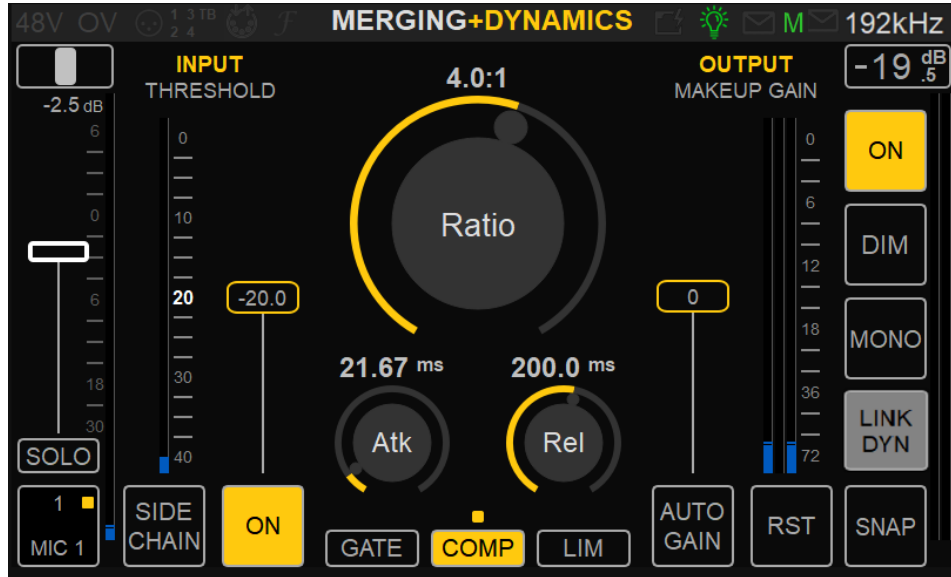 48V OV 1 3 TB MERGING+DYNAMICS M 192kHz
2 4
INPUT
THRESHOLD
4.0:1
OUTPUT
MAKEUP GAIN
-19 dB
.5
-2.5 dB
6
0
6
18
30
0
10
20
30
40
-20.0
Ratio
0
0
6
12
18
36
72
ON
DIM
MONO
LINK
DYN
21.67 ms
200.0 ms
Atk
Rel
SOLO
1
MIC 1
SIDE
CHAIN
ON
GATE
COMP
LIM
AUTO
GAIN
RST
SNAP